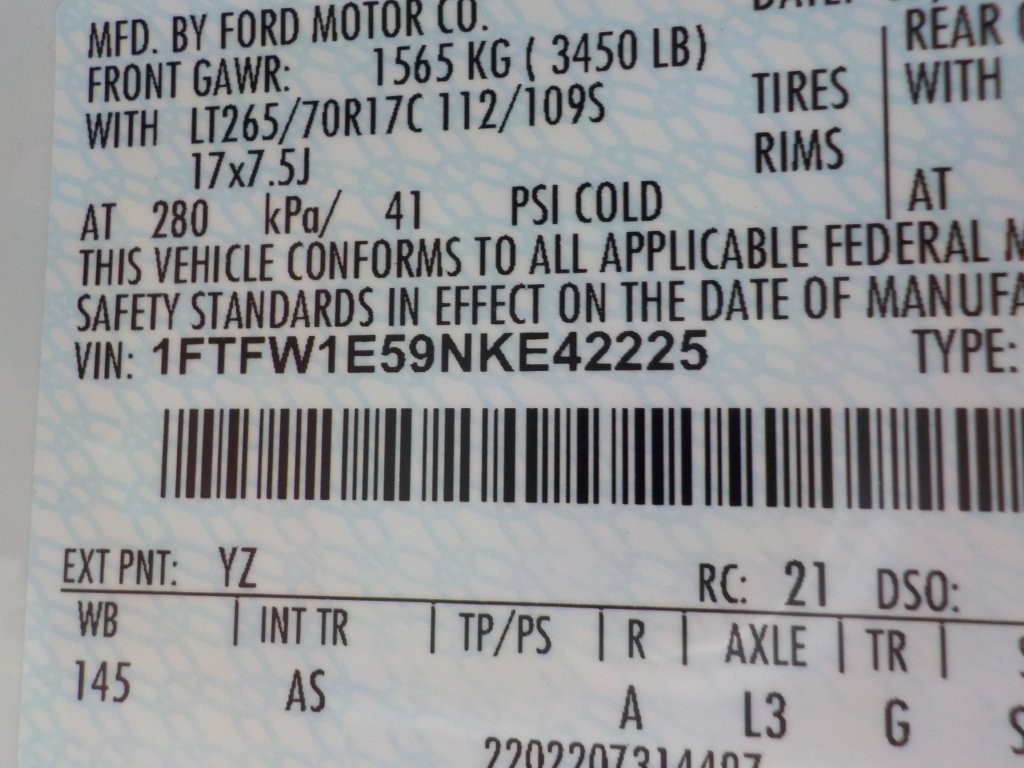 MFD. BY FORD MOTOR CO.
FRONT GAWR: 1565 KG ( 3450 LB)
REAR
WITH LT265/70R17C 112/109S TIRES
WITH
17x7.5J RIMS
AT 280 kPa/ 41 PSI COLD
AT
THIS VEHICLE CONFORMS TO ALL APPLICABLE FEDERAL M
SAFETY STANDARDS IN EFFECT ON THE DATE OF MANUFA
VIN: 1FTFW1E59NKE42225 TYPE:
EXT PNT: YZ RC: 21 DSO:
WB | INT TR | TP/PS | R | AXLE | TR |
145 AS A L3 G